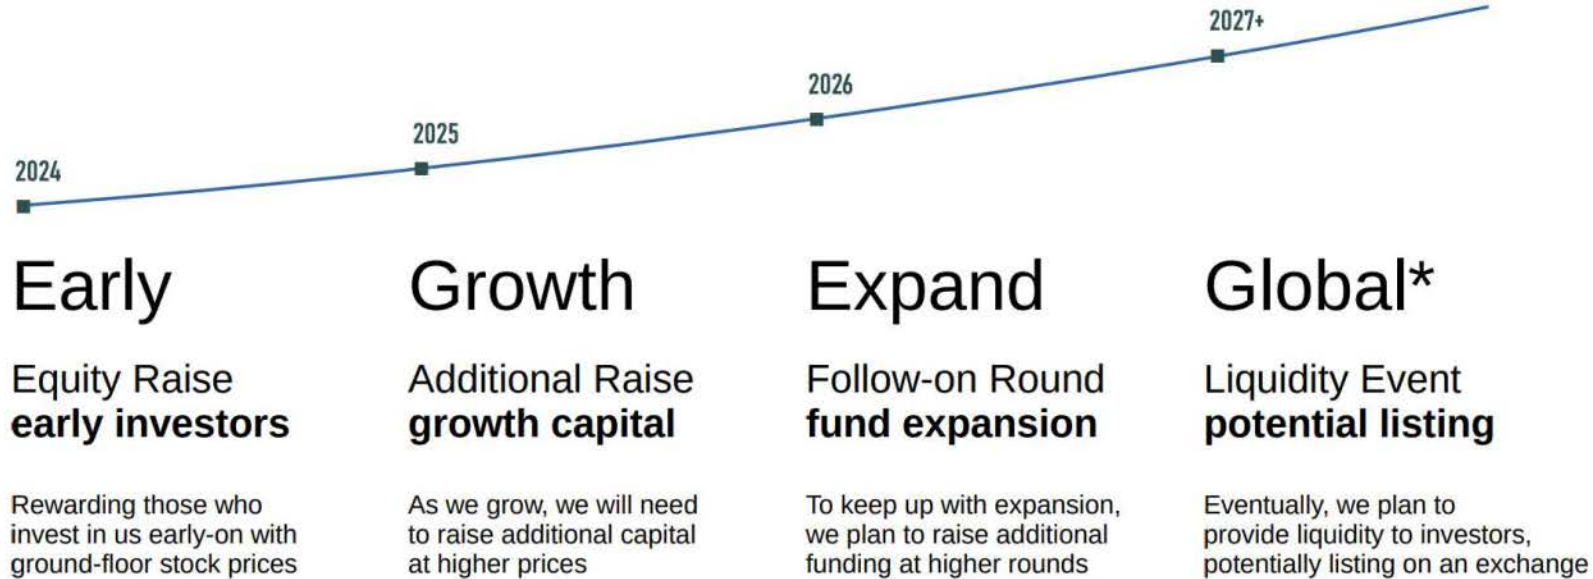 2024
2025
2026
2027+
Early
Equity Raise
early investors
Rewarding those who
invest in us early-on with
ground-floor stock prices
Growth
Additional Raise
growth capital
As we grow, we will need
to raise additional capital
at higher prices
Expand
Follow-on Round
fund expansion
To keep up with expansion,
we plan to raise additional
funding at higher rounds
Global*
Liquidity Event
potential listing
Eventually, we plan to
provide liquidity to investors,
potentially listing on an exchange